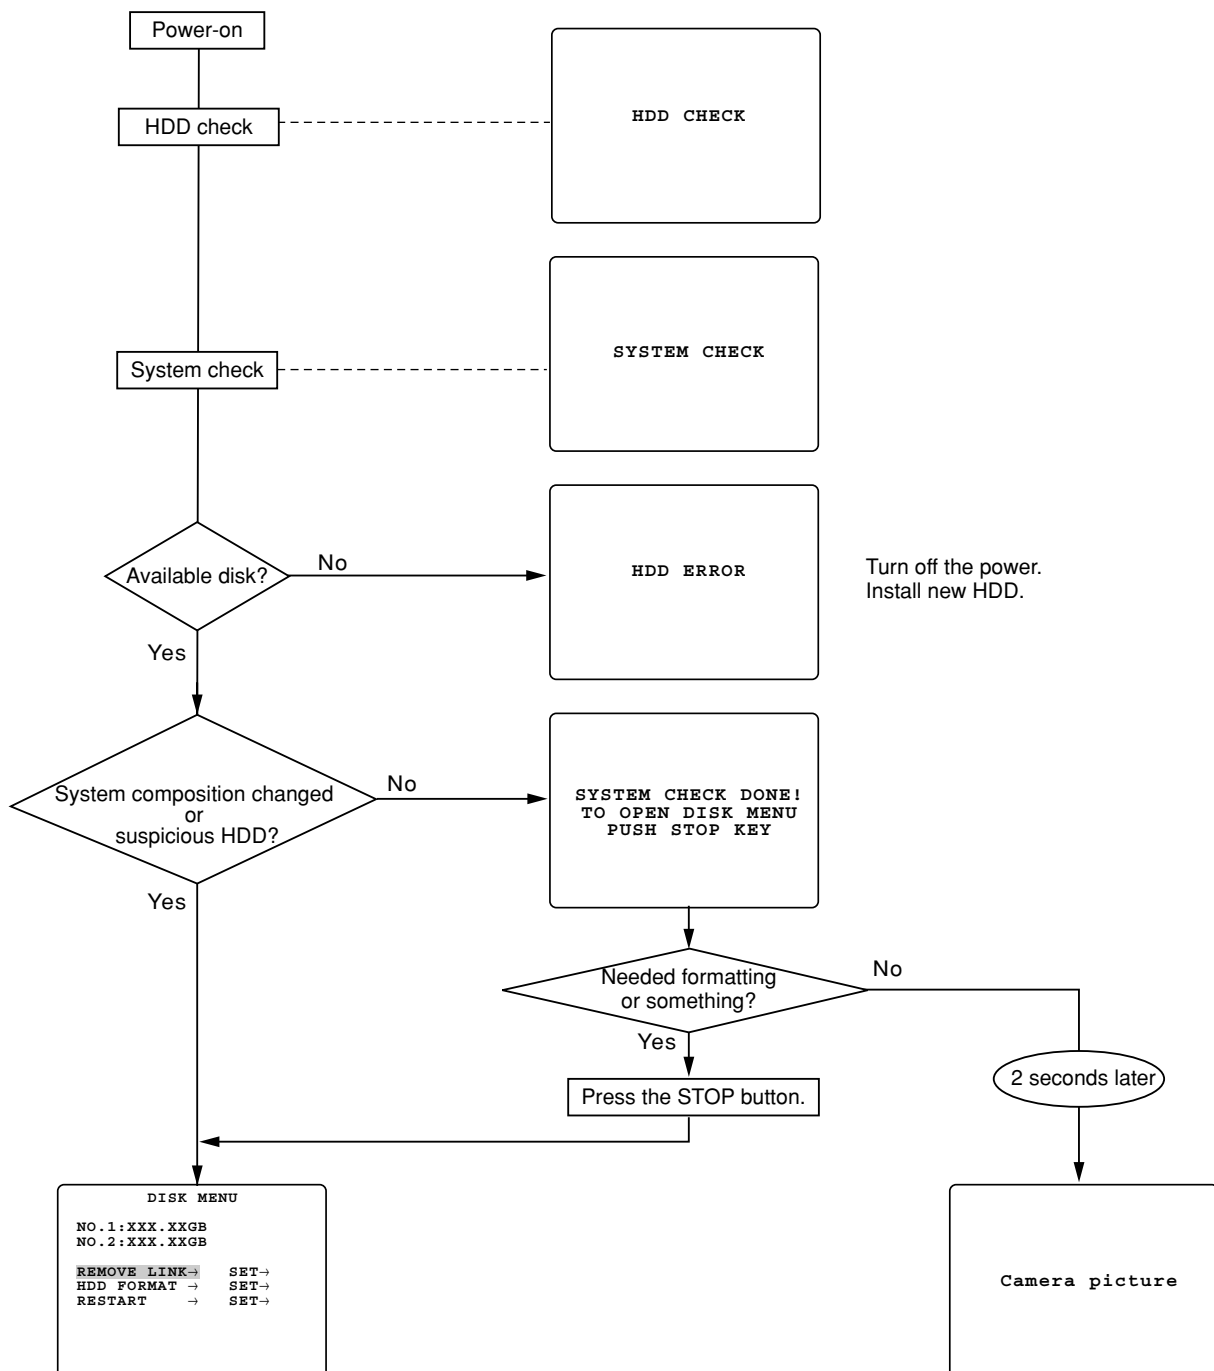 Power-on
HDD check
HDD CHECK
System check
SYSTEM CHECK
Available disk?
No
HDD ERROR
Turn off the power.
Install new HDD.
Yes
System composition changed
or
suspicious HDD?
No
SYSTEM CHECK DONE!
TO OPEN DISK MENU
PUSH STOP KEY
Yes
Needed formatting
or something?
No
Yes
Press the STOP button.
2 seconds later
DISK MENU
NO.1:XXX.XXGB
NO.2:XXX.XXGB
REMOVE LINK→ SET→
HDD FORMAT → SET→
RESTART → SET→
Camera picture